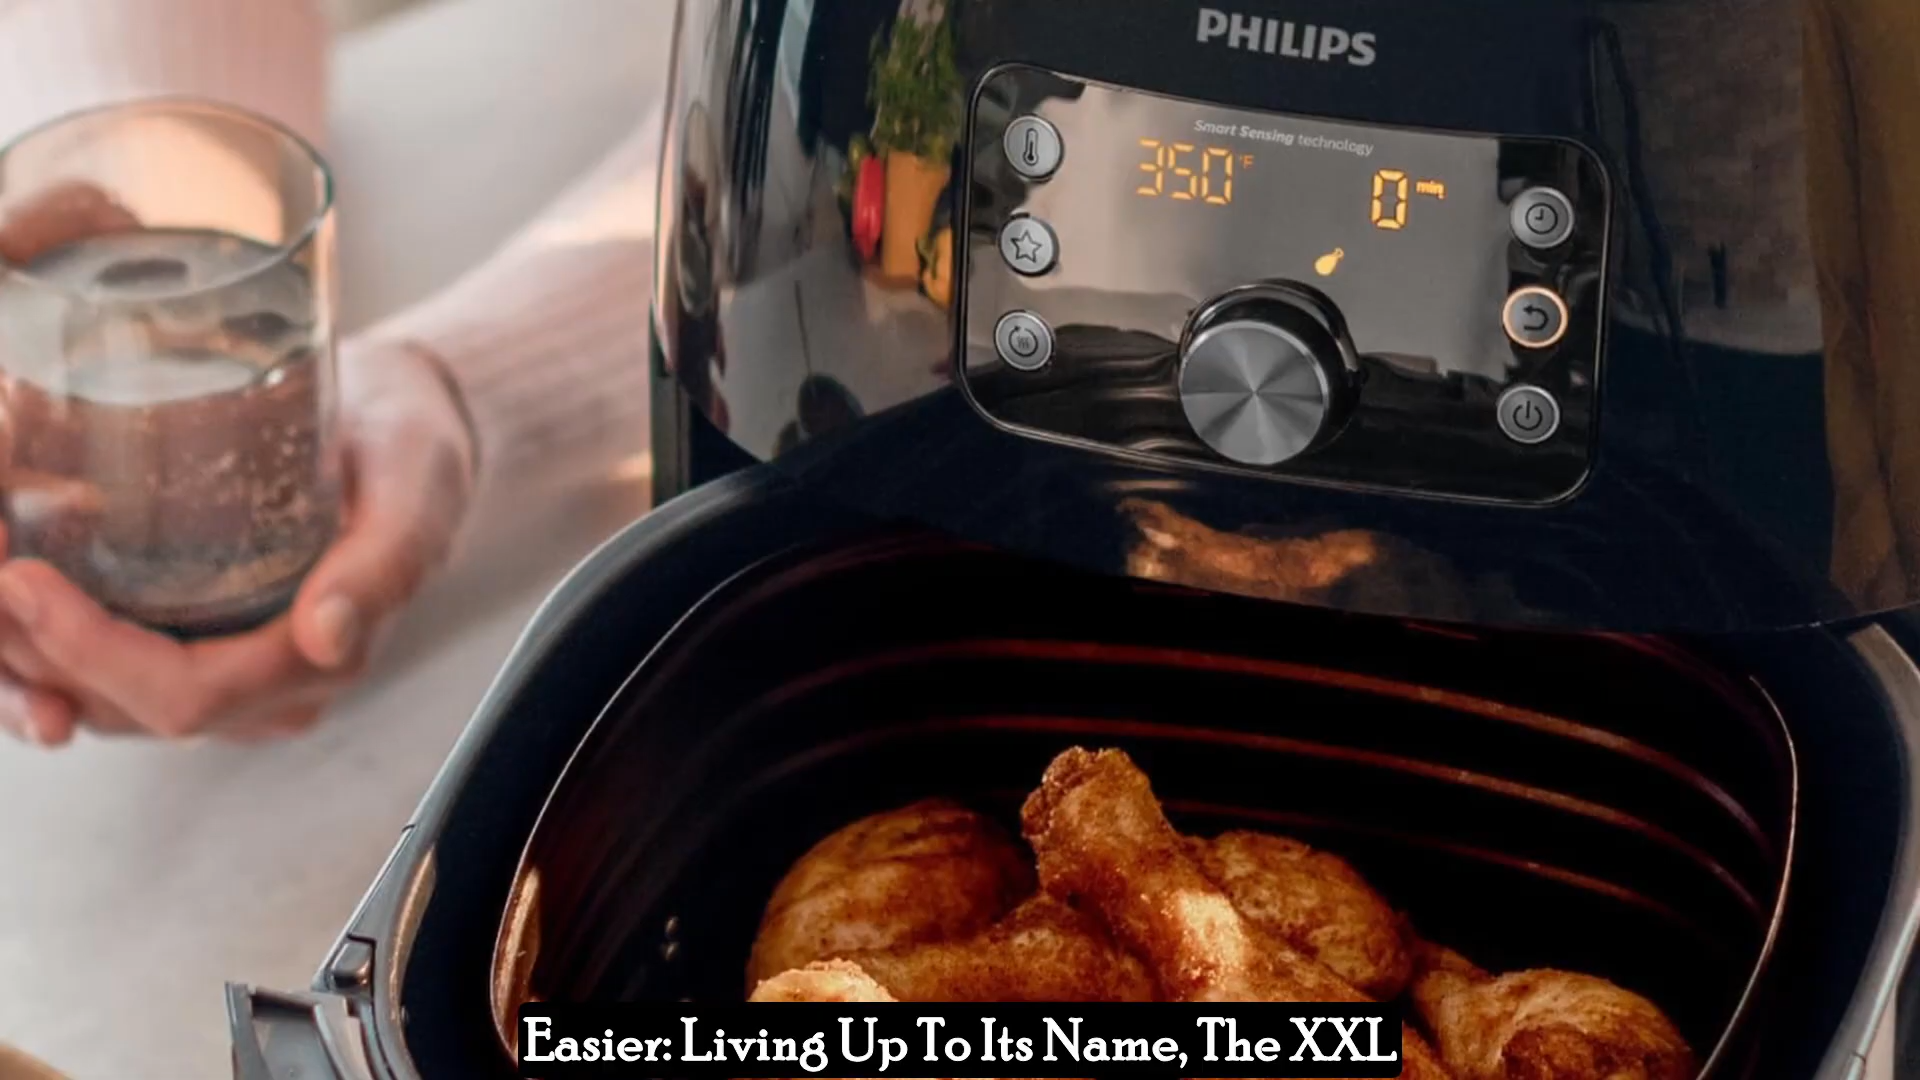 PHILIPS
Smart Sensing technology
350°F
0 min.
Easier: Living Up To Its Name, The XXL